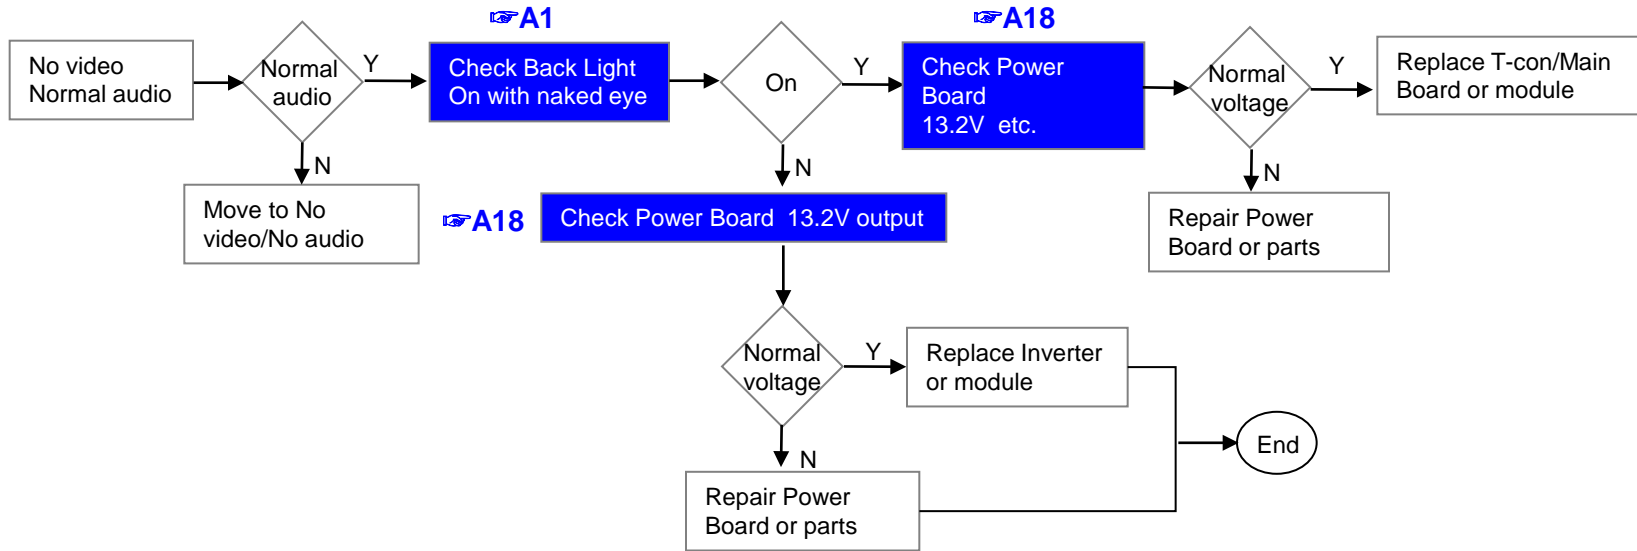 ☞A1
☞A18
No video
Normal audio
Normal
audio
Y
Check Back Light
On with naked eye
On
Y
Check Power
Board
13.2V etc.
Normal
voltage
Y
Replace T-con/Main
Board or module
N
Move to No
video/No audio
N
☞A18
Check Power Board 13.2V output
N
Repair Power
Board or parts
Normal
voltage
Y
Replace Inverter
or module
End
N
Repair Power
Board or parts